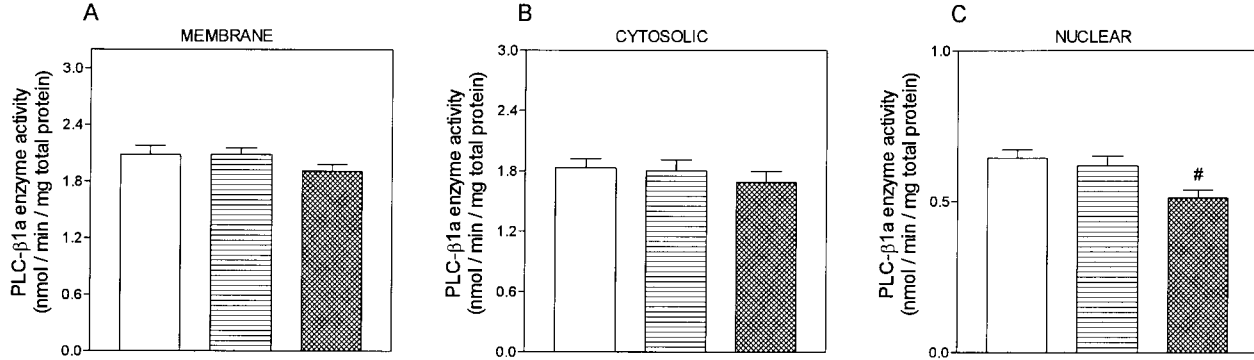 A
MEMBRANE
PLC-β1a enzyme activity
(nmol / min / mg total protein)
3.0
2.4
1.8
1.2
0.6
0.0
B
CYTOSOLIC
PLC-β1a enzyme activity
(nmol / min / mg total protein)
3.0
2.4
1.8
1.2
0.6
0.0
C
NUCLEAR
PLC-β1a enzyme activity
(nmol / min / mg total protein)
1.0
0.5
0.0
#